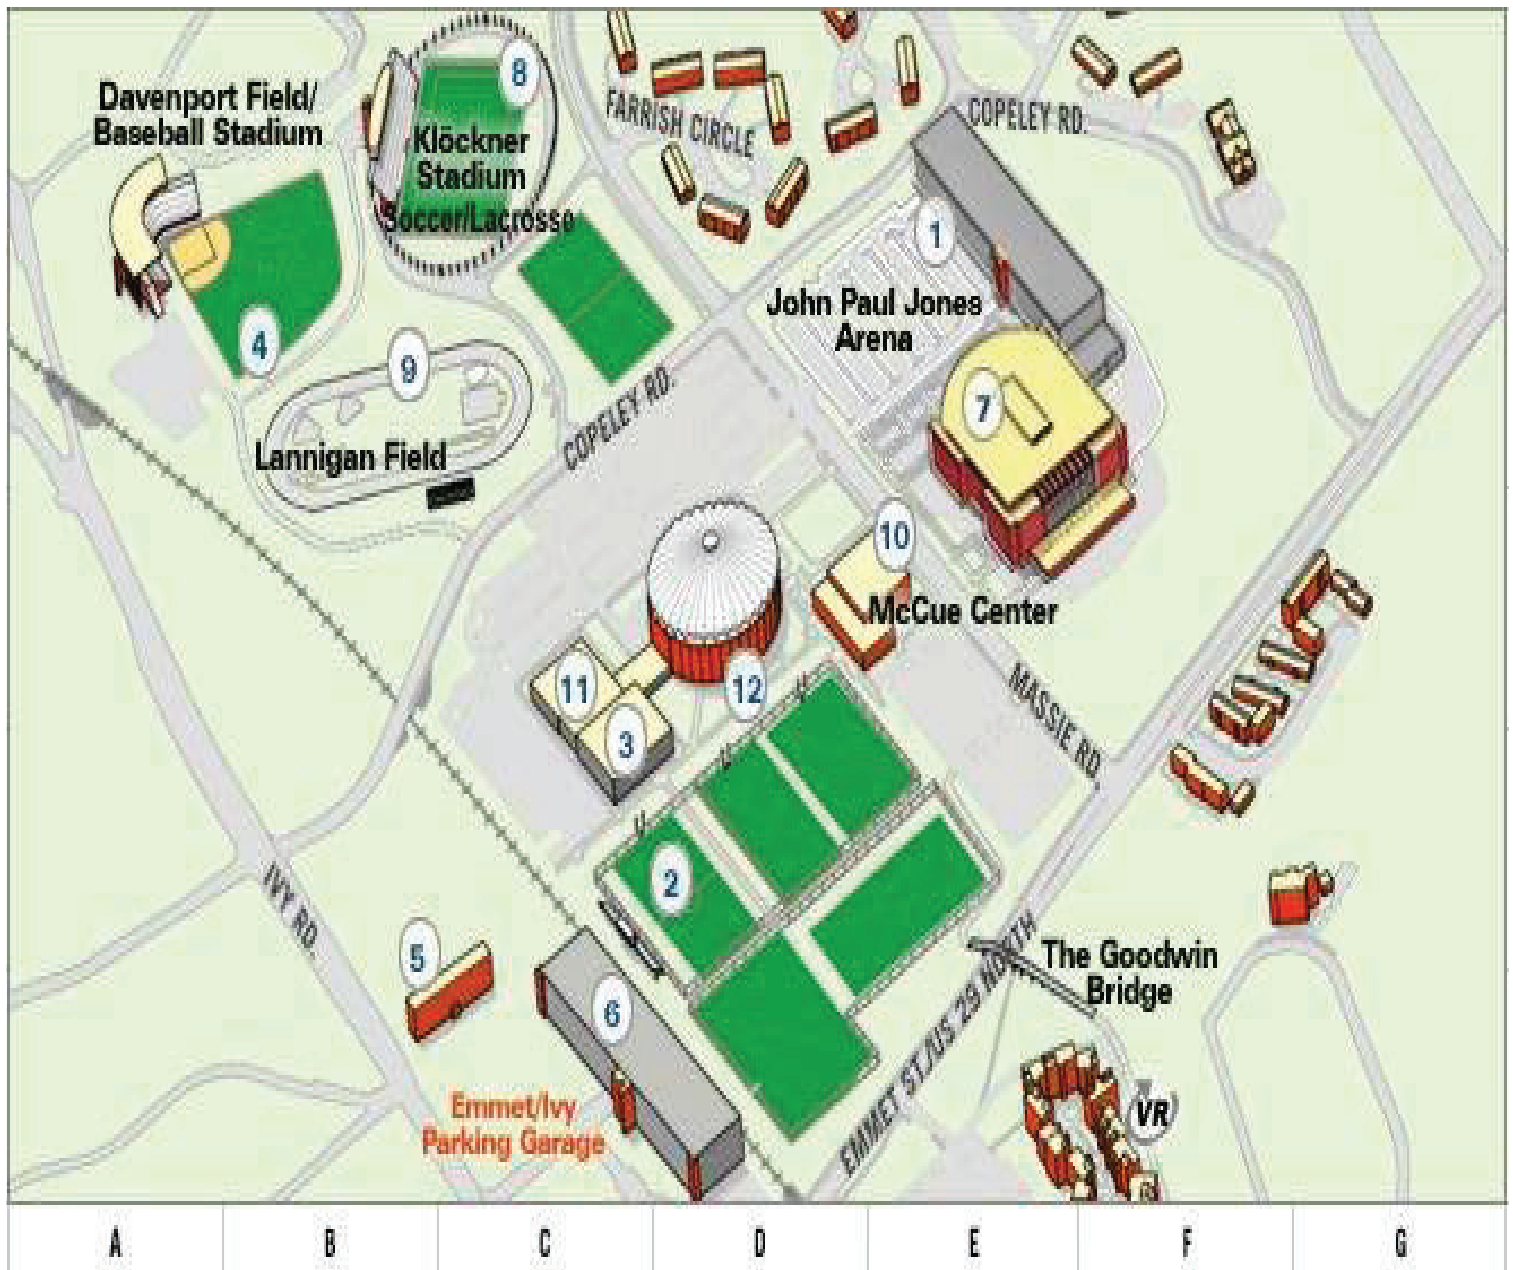 8
Davenport Field/
Baseball Stadium
Klöckner
Stadium
Soccer/Lacrosse
FARRISH CIRCLE
COPELEY RD.
1
John Paul Jones
Arena
4
9
7
COPELEY RD.
Lannigan Field
10
McCue Center
11
12
3
MASSIE RD.
2
IVY RD.
5
The Goodwin
Bridge
6
EMMET ST./US 29 NORTH
Emmet/Ivy
Parking Garage
VR
A B C D E F G